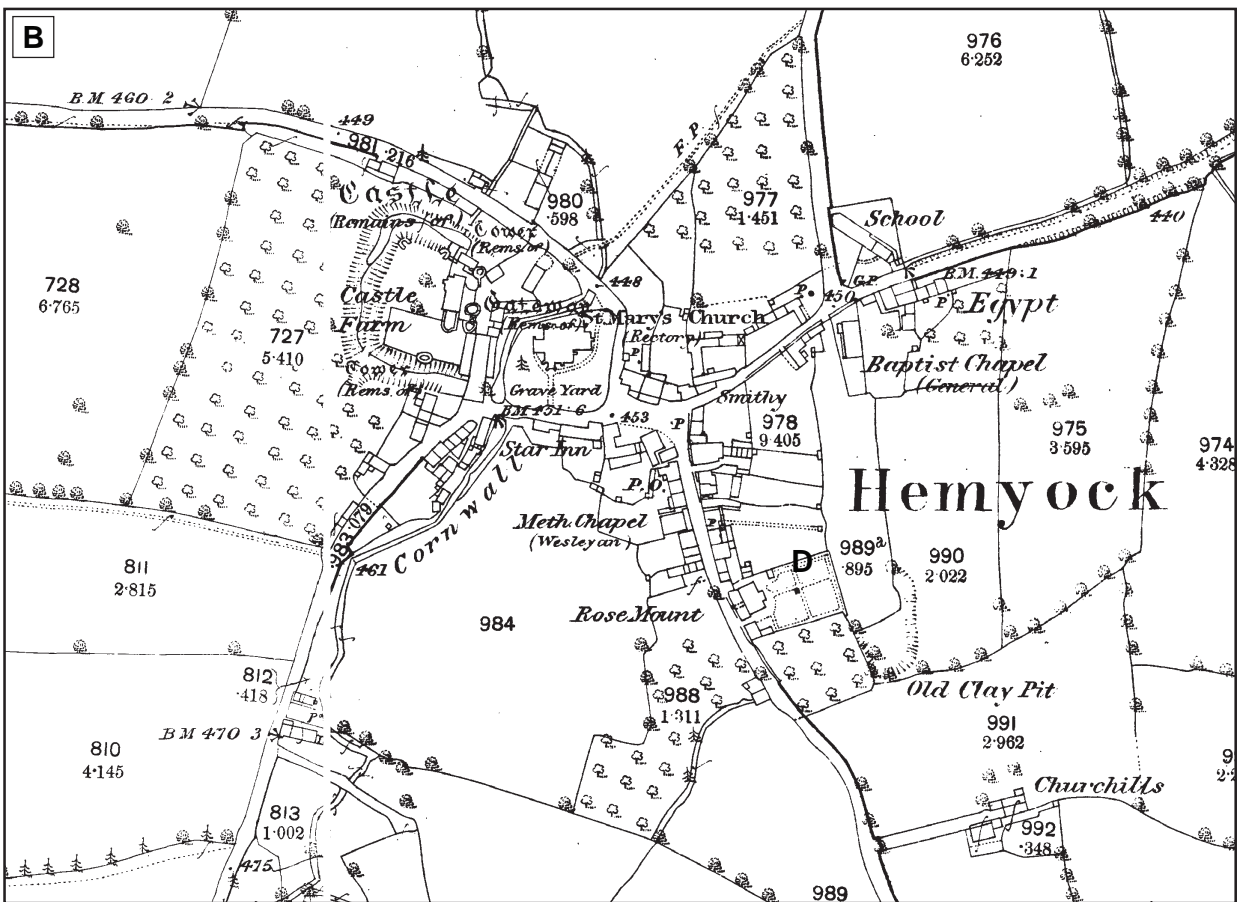 B
B.M. 460·2
976
6·252
449
981
·216
F. P.
Castle
(Remains of)
980
·598
Tower
(Rems. of)
977
1·451
School
440
728
6·765
448
B.M. 449·1
G.P.
P
450
P
Castle
Farm
Gateway
(Rems. of)
St. Mary's Church
(Rectory)
P
Egypt
727
5·410
Tower
(Rems. of)
Baptist Chapel
(General)
Grave Yard
Smithy
B.M. 451·6
453
P
978
9·405
975
3·595
974
4·328
Star Inn
Hemyock
P.O.
983
·079
Cornwall
Meth. Chapel
(Wesleyan)
P
461
D
989a
·895
990
2·022
811
2·815
984
Rose Mount
812
·418
P
988
1·311
Old Clay Pit
991
2·962
B.M. 470·3
810
4·145
Churchills
813
1·002
992
·348
475
989